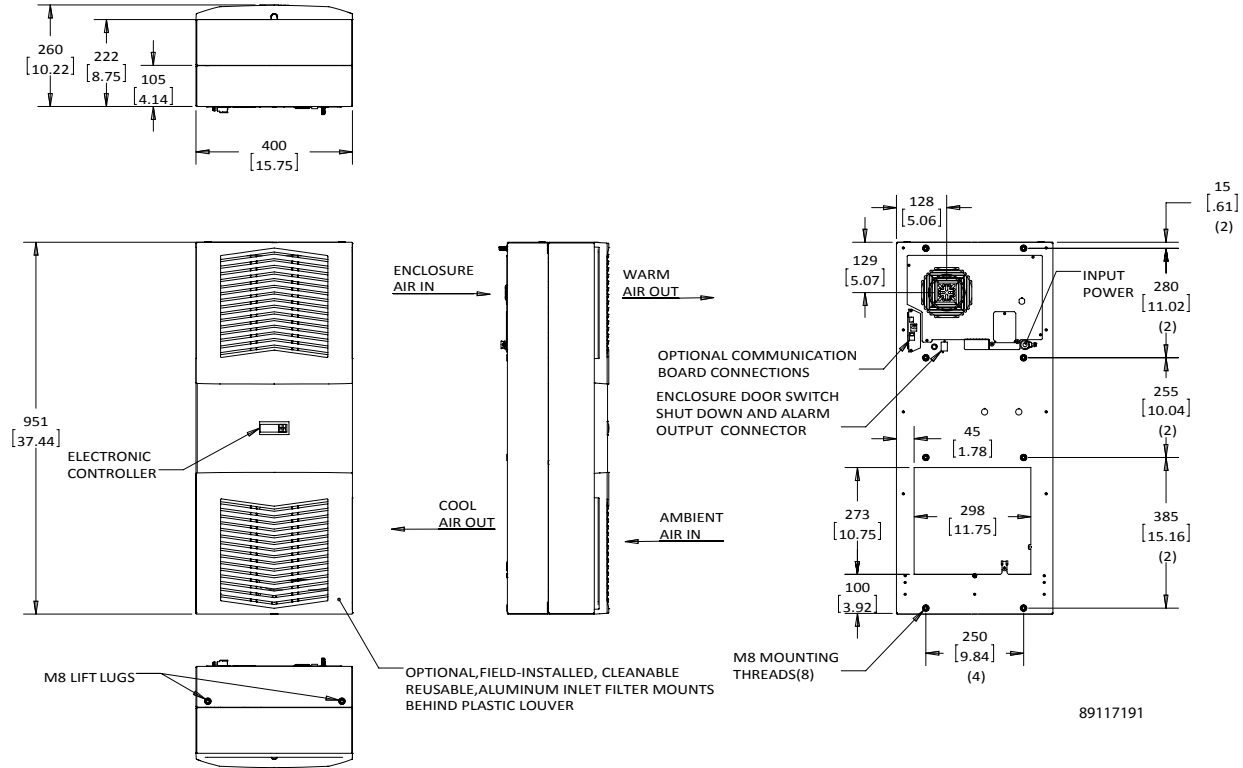 260
[10.22]
222
[8.75]
105
[4.14]
400
[15.75]
951
[37.44]
ELECTRONIC
CONTROLLER
ENCLOSURE
AIR IN
WARM
AIR OUT
COOL
AIR OUT
AMBIENT
AIR IN
M8 LIFT LUGS
OPTIONAL,FIELD-INSTALLED, CLEANABLE
REUSABLE,ALUMINUM INLET FILTER MOUNTS
BEHIND PLASTIC LOUVER
128
[5.06]
15
[.61]
(2)
129
[5.07]
INPUT
POWER
280
[11.02]
(2)
OPTIONAL COMMUNICATION
BOARD CONNECTIONS
ENCLOSURE DOOR SWITCH
SHUT DOWN AND ALARM
OUTPUT CONNECTOR
255
[10.04]
(2)
45
[1.78]
273
[10.75]
298
[11.75]
385
[15.16]
(2)
100
[3.92]
M8 MOUNTING
THREADS(8)
250
[9.84]
(4)
89117191